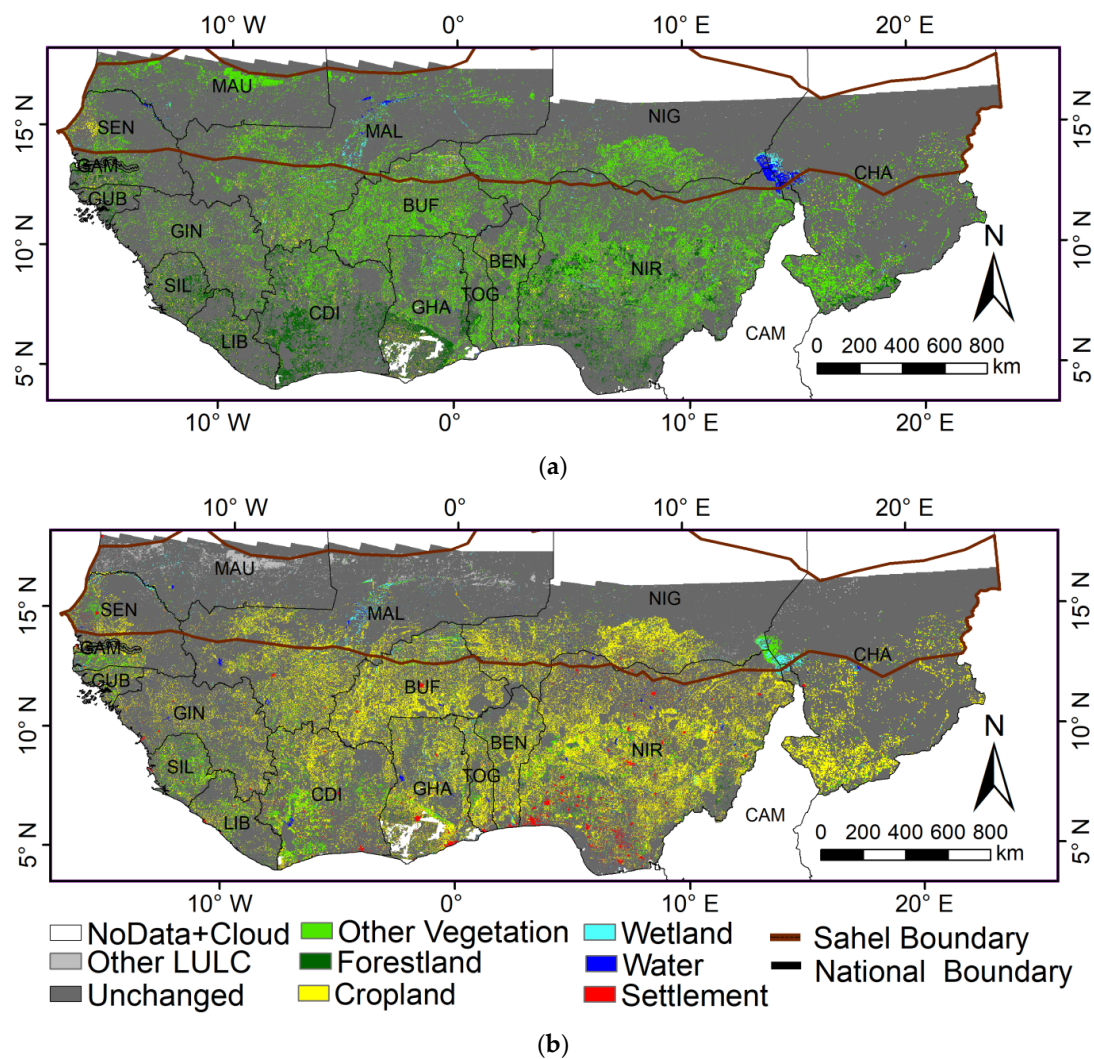 10° W 0° 10° E 20° E
15° N 10° N 5° N
MAU
SEN MAL NIG
GAM CHA
GUB BUF
GIN BEN NIR N
SIL CDI GHA TOG
LIB CAM
0 200 400 600 800
km
15° N 10° N 5° N
10° W 0° 10° E 20° E
(a)
10° W 0° 10° E 20° E
15° N 10° N 5° N
MAU
SEN MAL NIG
GAM CHA
GUB BUF
GIN BEN NIR N
SIL CDI GHA TOG
LIB CAM
0 200 400 600 800
km
15° N 10° N 5° N
10° W 0° 10° E 20° E
NoData+Cloud Other Vegetation Wetland Sahel Boundary
Other LULC Forestland Water National Boundary
Unchanged Cropland Settlement
(b)